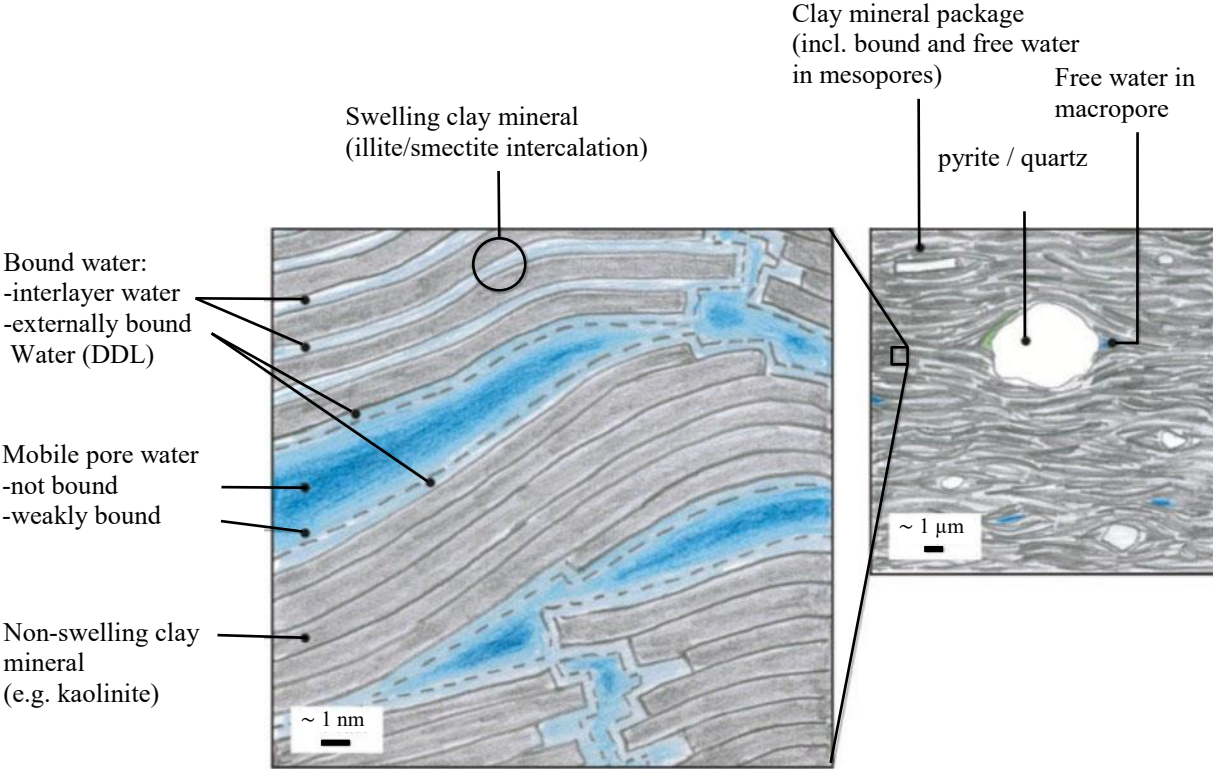 Clay mineral package
(incl. bound and free water
in mesopores)
Free water in
macropore
pyrite / quartz
Swelling clay mineral
(illite/smectite intercalation)
Bound water:
-interlayer water
-externally bound
Water (DDL)
Mobile pore water
-not bound
-weakly bound
Non-swelling clay
mineral
(e.g. kaolinite)
~ 1 nm
~ 1 µm